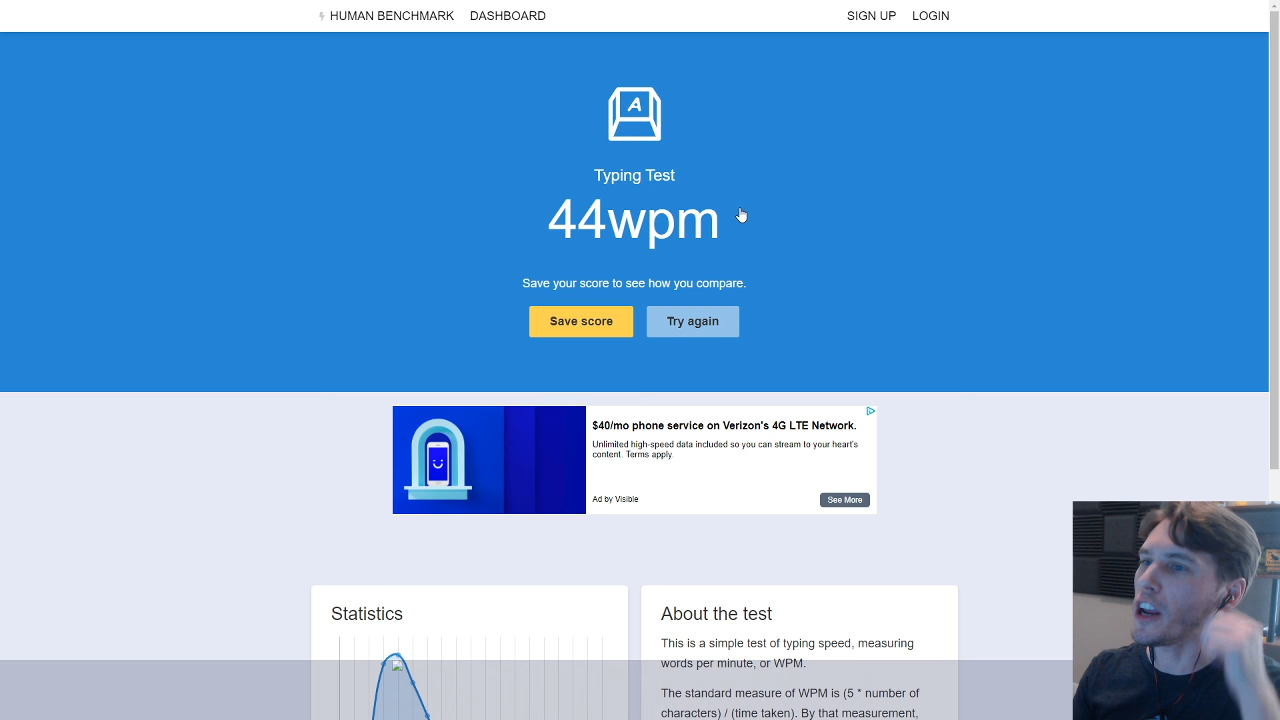 HUMAN BENCHMARK DASHBOARD SIGN UP LOGIN
A
Typing Test
44wpm
Save your score to see how you compare.
Save score Try again
$40/mo phone service on Verizon's 4G LTE Network.
Unlimited high-speed data included so you can stream to your heart's
content. Terms apply.
Ad by Visible See More
Statistics
About the test
This is a simple test of typing speed, measuring
words per minute, or WPM.
The standard measure of WPM is (5 * number of
characters) / (time taken). By that measurement,